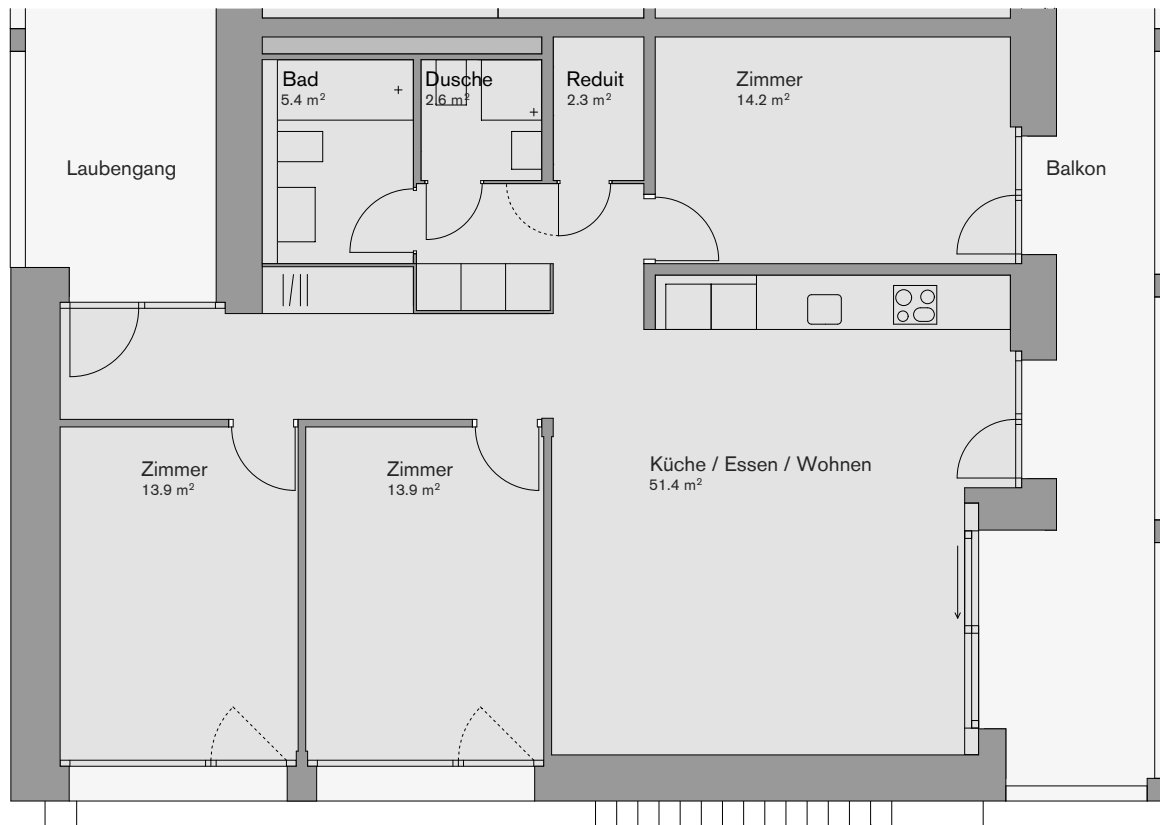 Bad
5.4 m²
Dusche
2.6 m²
Reduit
2.3 m²
Zimmer
14.2 m²
Laubengang
Balkon
Zimmer
13.9 m²
Zimmer
13.9 m²
Küche / Essen / Wohnen
51.4 m²